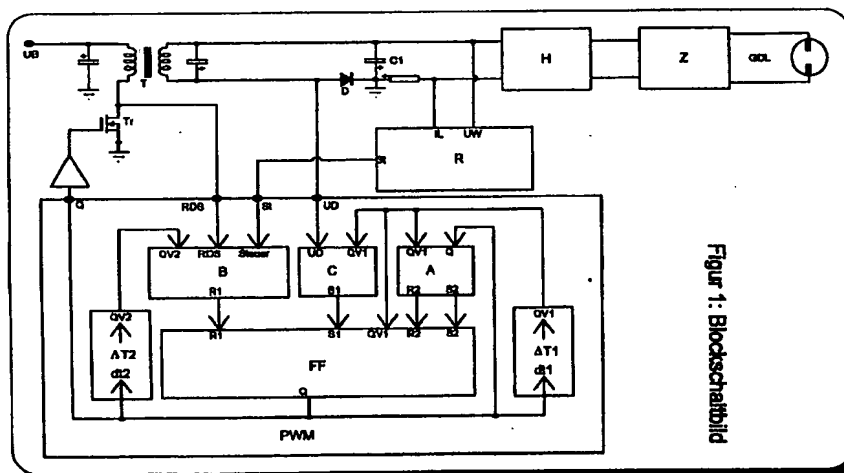 UB
T
D
C1
H
Z
GDL
Tr
IL UW
St
R
Q
RDS
St
UD
QV2 RDS Steuer
B
R1
UD QV1
C
S1
QV1 Q
A
R2 S2
QV2
ΔT2
dt2
R1 S1 QV1 R2 S2
FF
Q
QV1
ΔT1
dt1
PWM
Figur 1: Blockschaltbild